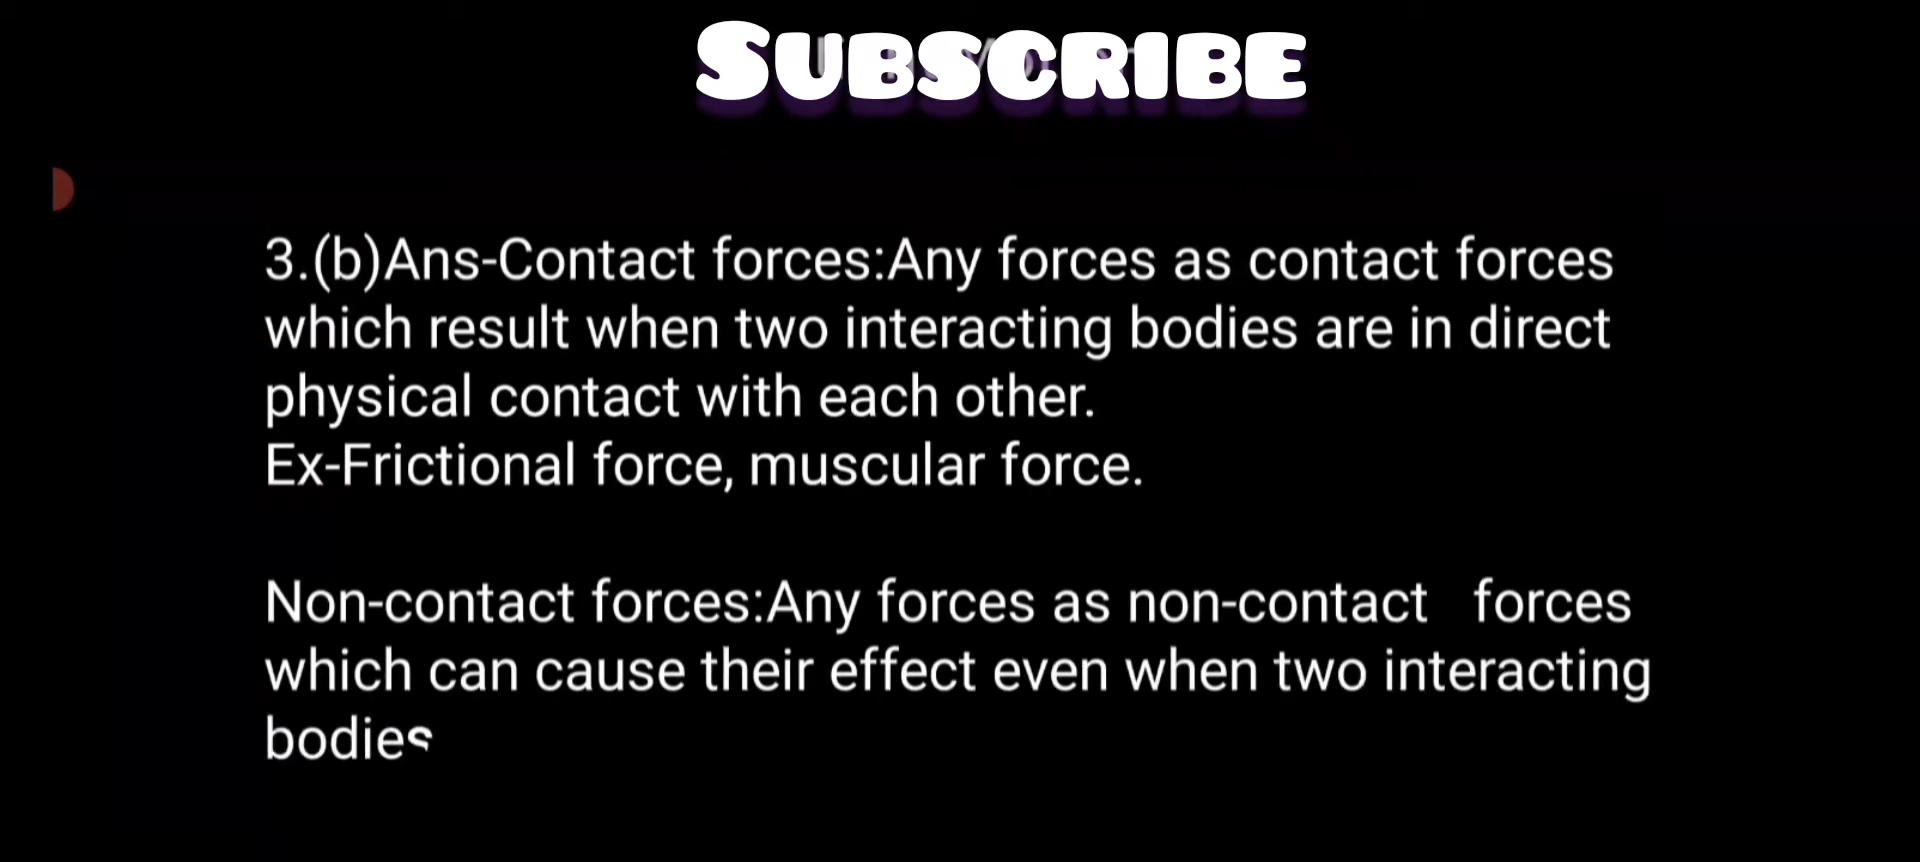 SUBSCRIBE
3.(b)Ans-Contact forces:Any forces as contact forces
which result when two interacting bodies are in direct
physical contact with each other.
Ex-Frictional force, muscular force.
Non-contact forces:Any forces as non-contact   forces
which can cause their effect even when two interacting
bodies